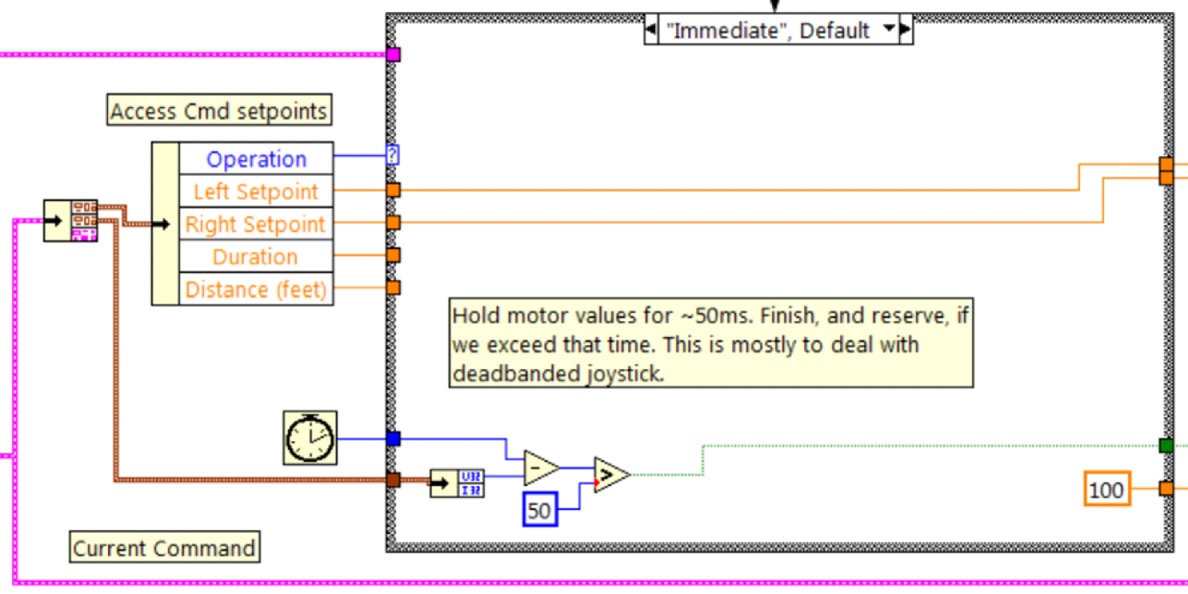 "Immediate", Default
Access Cmd setpoints
Operation
?
Left Setpoint
Right Setpoint
Duration
Distance (feet)
Hold motor values for ~50ms. Finish, and reserve, if
we exceed that time. This is mostly to deal with
deadbanded joystick.
U32
I32
-
>
50
100
Current Command